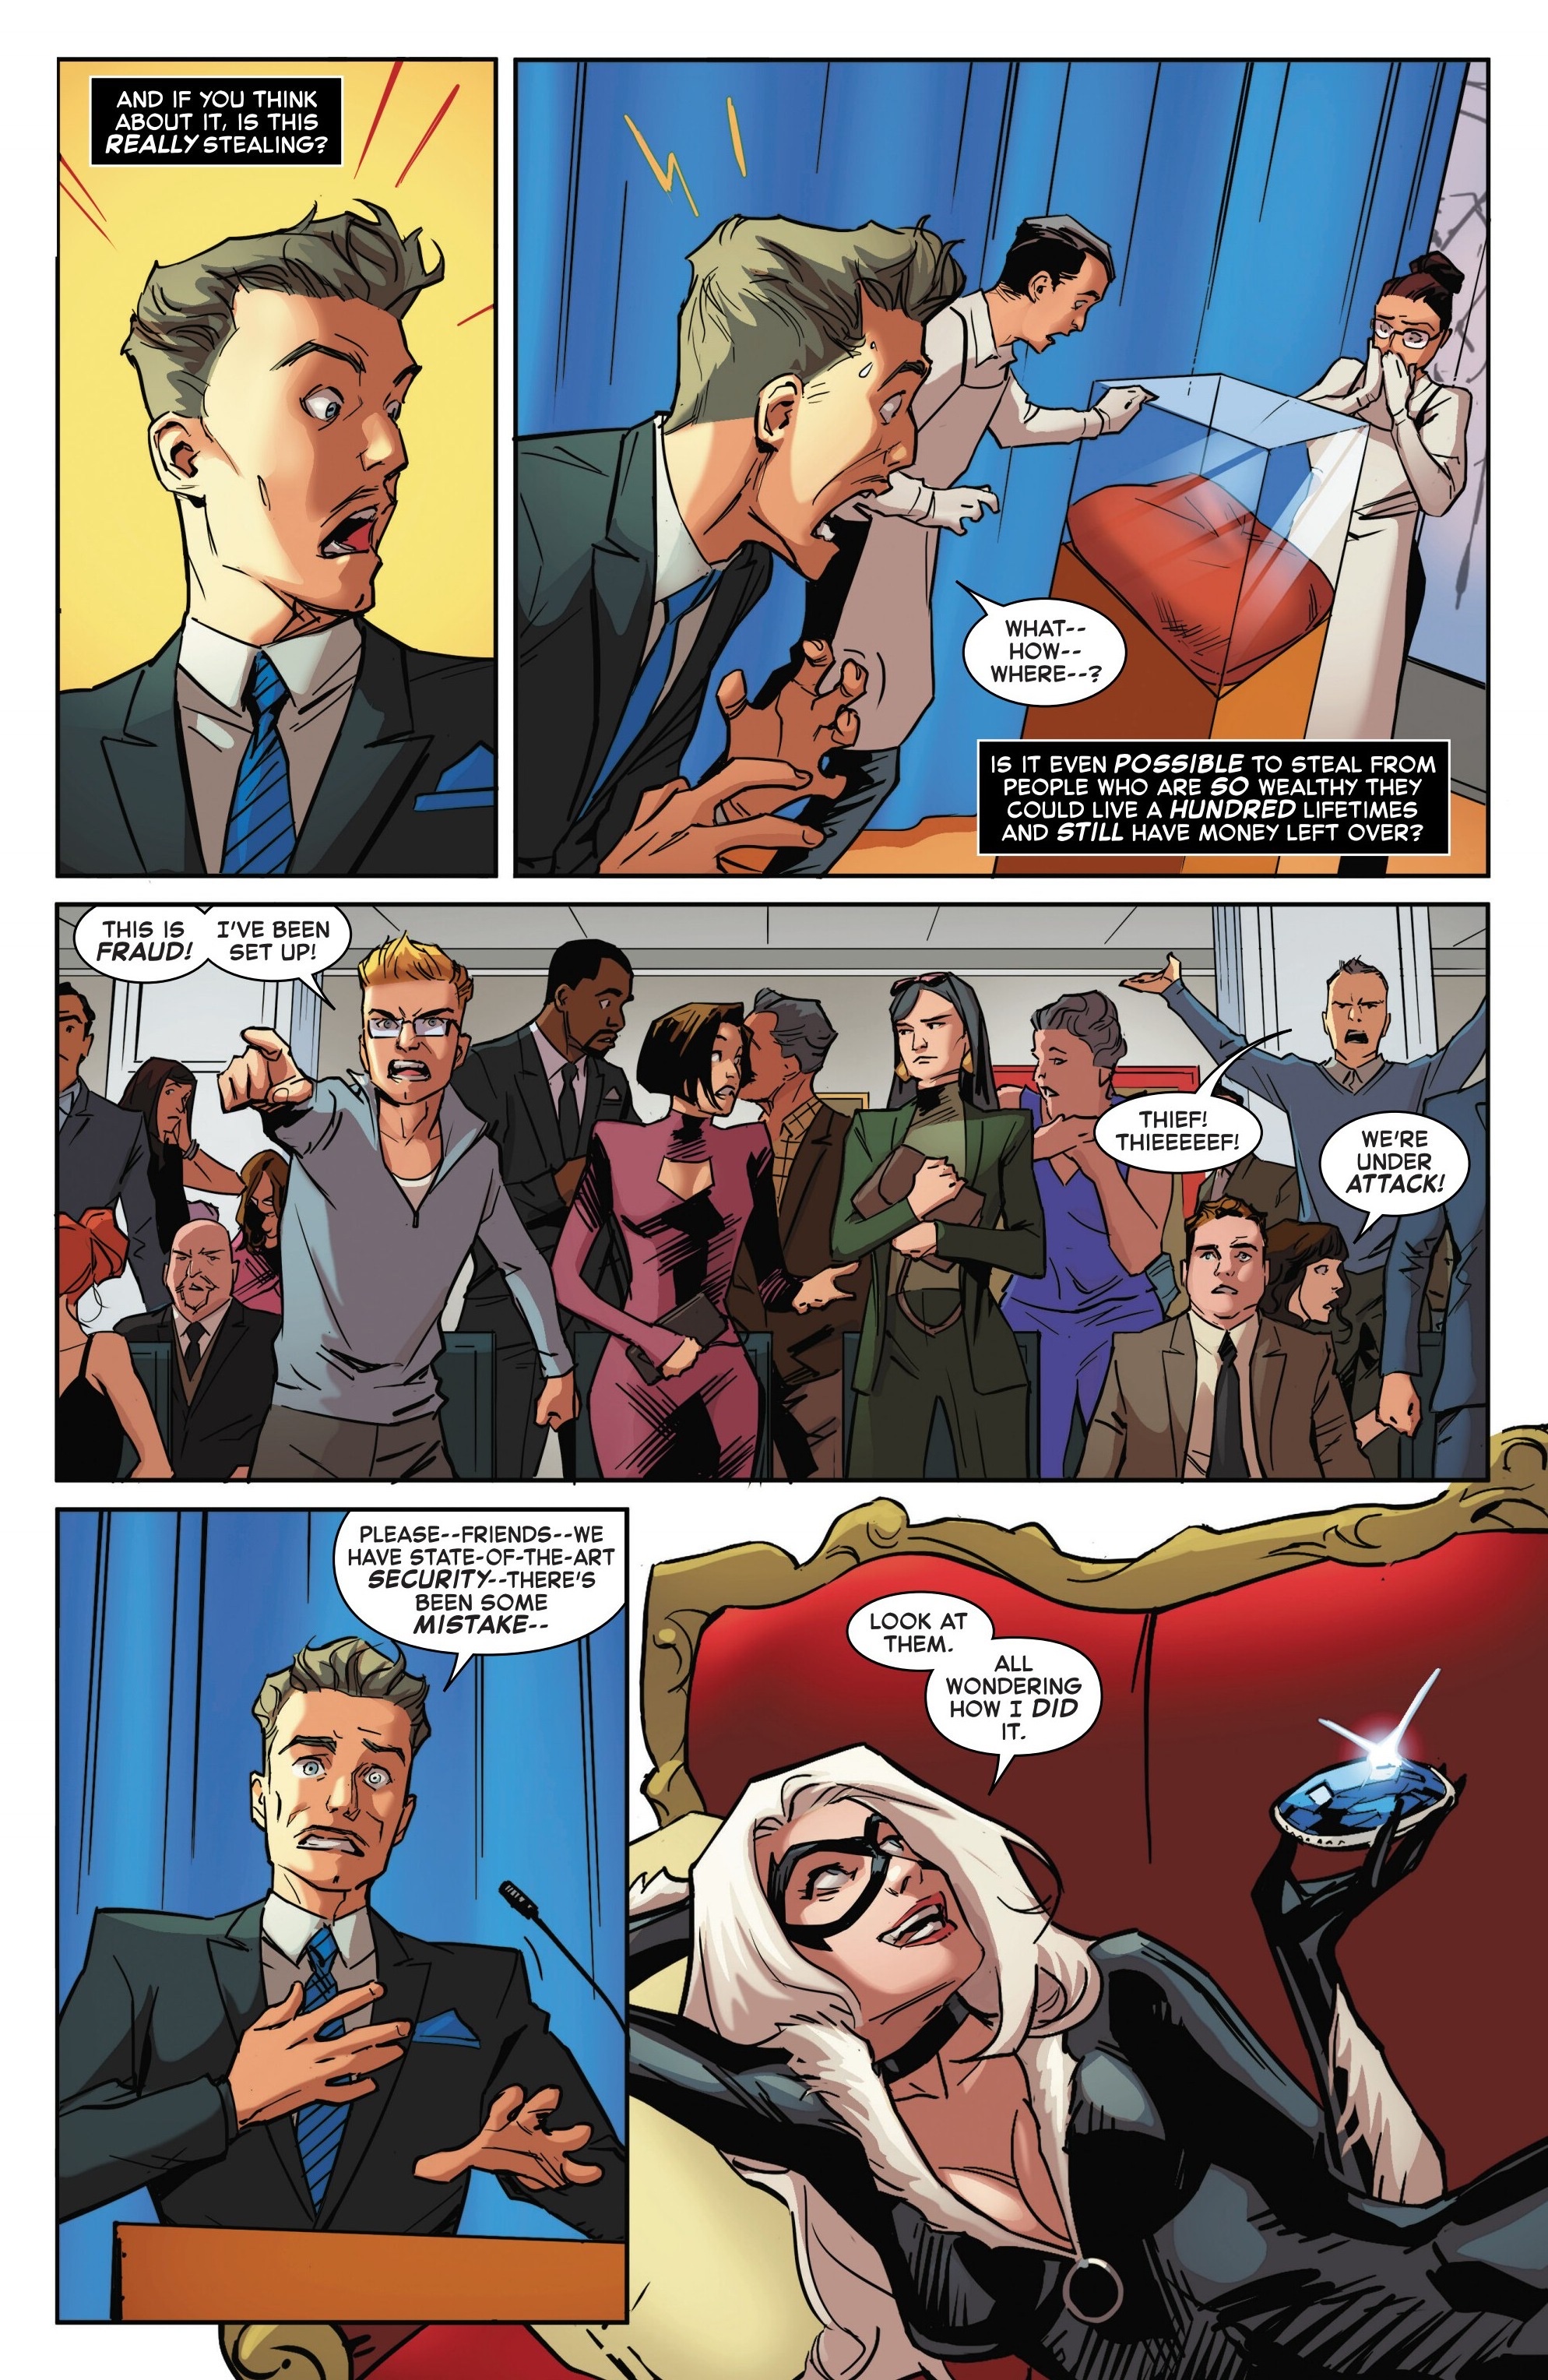 AND IF YOU THINK
ABOUT IT, IS THIS
REALLY STEALING?
WHAT--
HOW--
WHERE--?
IS IT EVEN POSSIBLE TO STEAL FROM
PEOPLE WHO ARE SO WEALTHY THEY
COULD LIVE A HUNDRED LIFETIMES
AND STILL HAVE MONEY LEFT OVER?
THIS IS
FRAUD!
I'VE BEEN
SET UP!
THIEF!
THIEEEEEF!
WE'RE
UNDER
ATTACK!
PLEASE--FRIENDS--WE
HAVE STATE-OF-THE-ART
SECURITY--THERE'S
BEEN SOME
MISTAKE--
LOOK AT
THEM.
ALL
WONDERING
HOW I DID
IT.